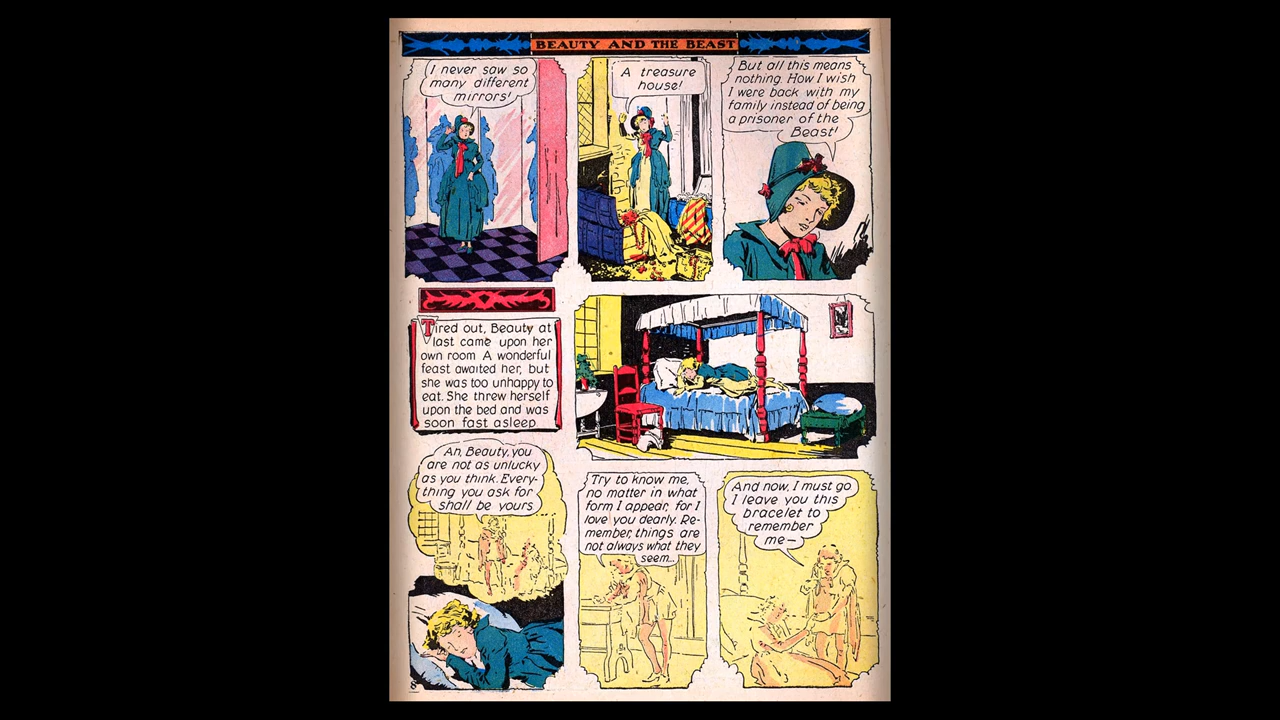 BEAUTY AND THE BEAST
I never saw so
many different
mirrors!
A treasure
house!
But all this means
nothing. How I wish
I were back with my
family instead of being
a prisoner of the
Beast!
Tired out, Beauty at
last came upon her
own room A wonderful
feast awaited her, but
she was too unhappy to
eat. She threw herself
upon the bed and was
soon fast asleep
Ah, Beauty, you
are not as unlucky
as you think. Every-
thing you ask for
shall be yours
Try to know me,
no matter in what
form I appear, for I
love you dearly. Re-
member, things are
not always what they
seem...
And now, I must go
I leave you this
bracelet to
remember
me—
8